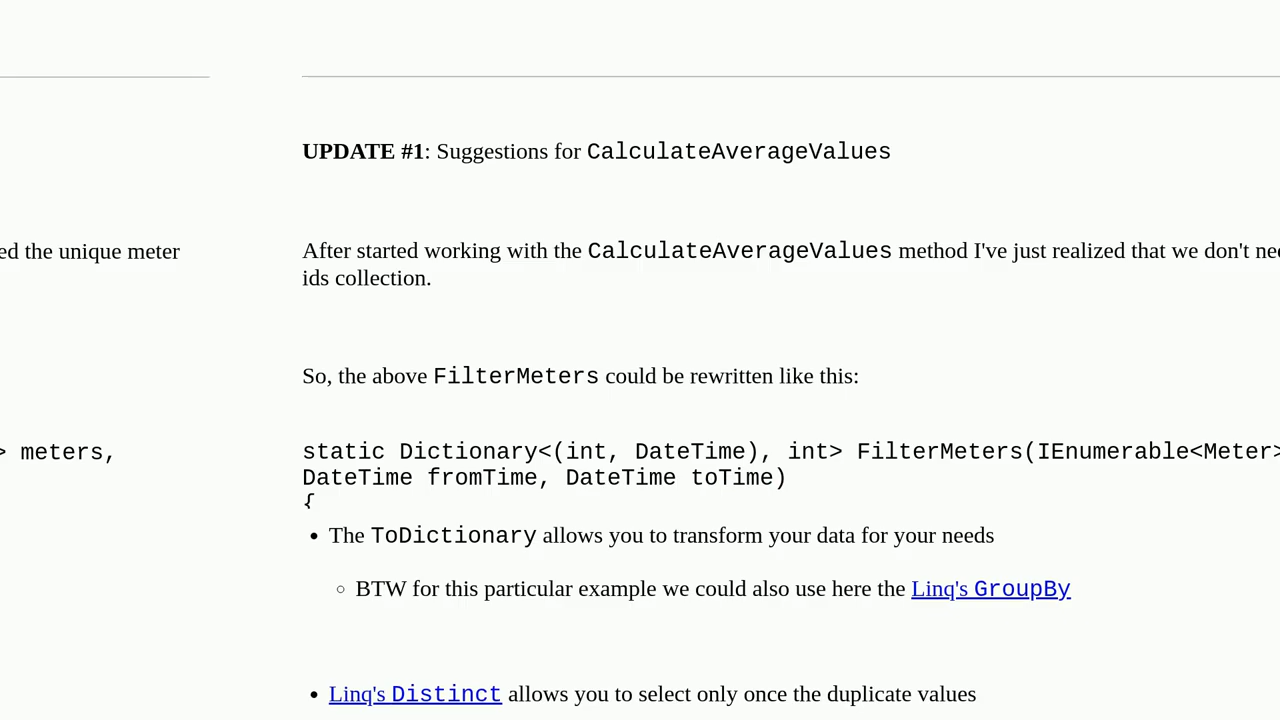 UPDATE #1: Suggestions for CalculateAverageValues
ed the unique meter
After started working with the CalculateAverageValues method I've just realized that we don't nee
ids collection.
So, the above FilterMeters could be rewritten like this:
> meters,
static Dictionary<(int, DateTime), int> FilterMeters(IEnumerable<Meter>
DateTime fromTime, DateTime toTime)
{
• The ToDictionary allows you to transform your data for your needs
○ BTW for this particular example we could also use here the Linq's GroupBy
• Linq's Distinct allows you to select only once the duplicate values